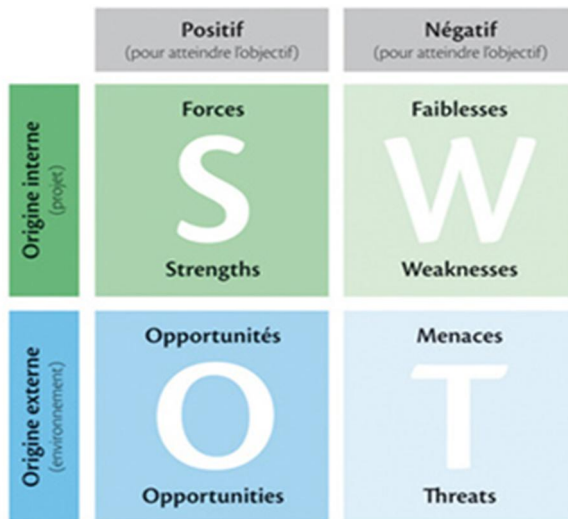 Positif
(pour atteindre l'objectif)
Négatif
(pour atteindre l'objectif)
Origine interne
(projet)
Forces
S
Strengths
Faiblesses
W
Weaknesses
Origine externe
(environnement)
Opportunités
O
Opportunities
Menaces
T
Threats